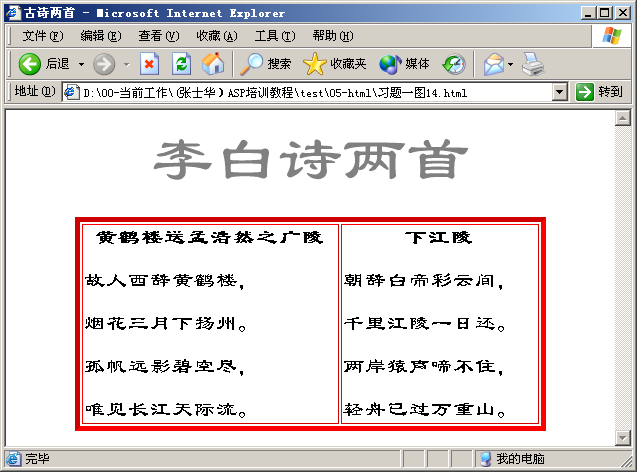 古诗两首 - Microsoft Internet Explorer
文件(F) 编辑(E) 查看(V) 收藏(A) 工具(T) 帮助(H)
后退 搜索 收藏夹 媒体
地址(D) D:\00-当前工作\(张士华)ASP培训教程\test\05-html\习题一图14.html 转到
李白诗两首
黄鹤楼送孟浩然之广陵
故人西辞黄鹤楼，
烟花三月下扬州。
孤帆远影碧空尽，
唯见长江天际流。
下江陵
朝辞白帝彩云间，
千里江陵一日还。
两岸猿声啼不住，
轻舟已过万重山。
完毕 我的电脑